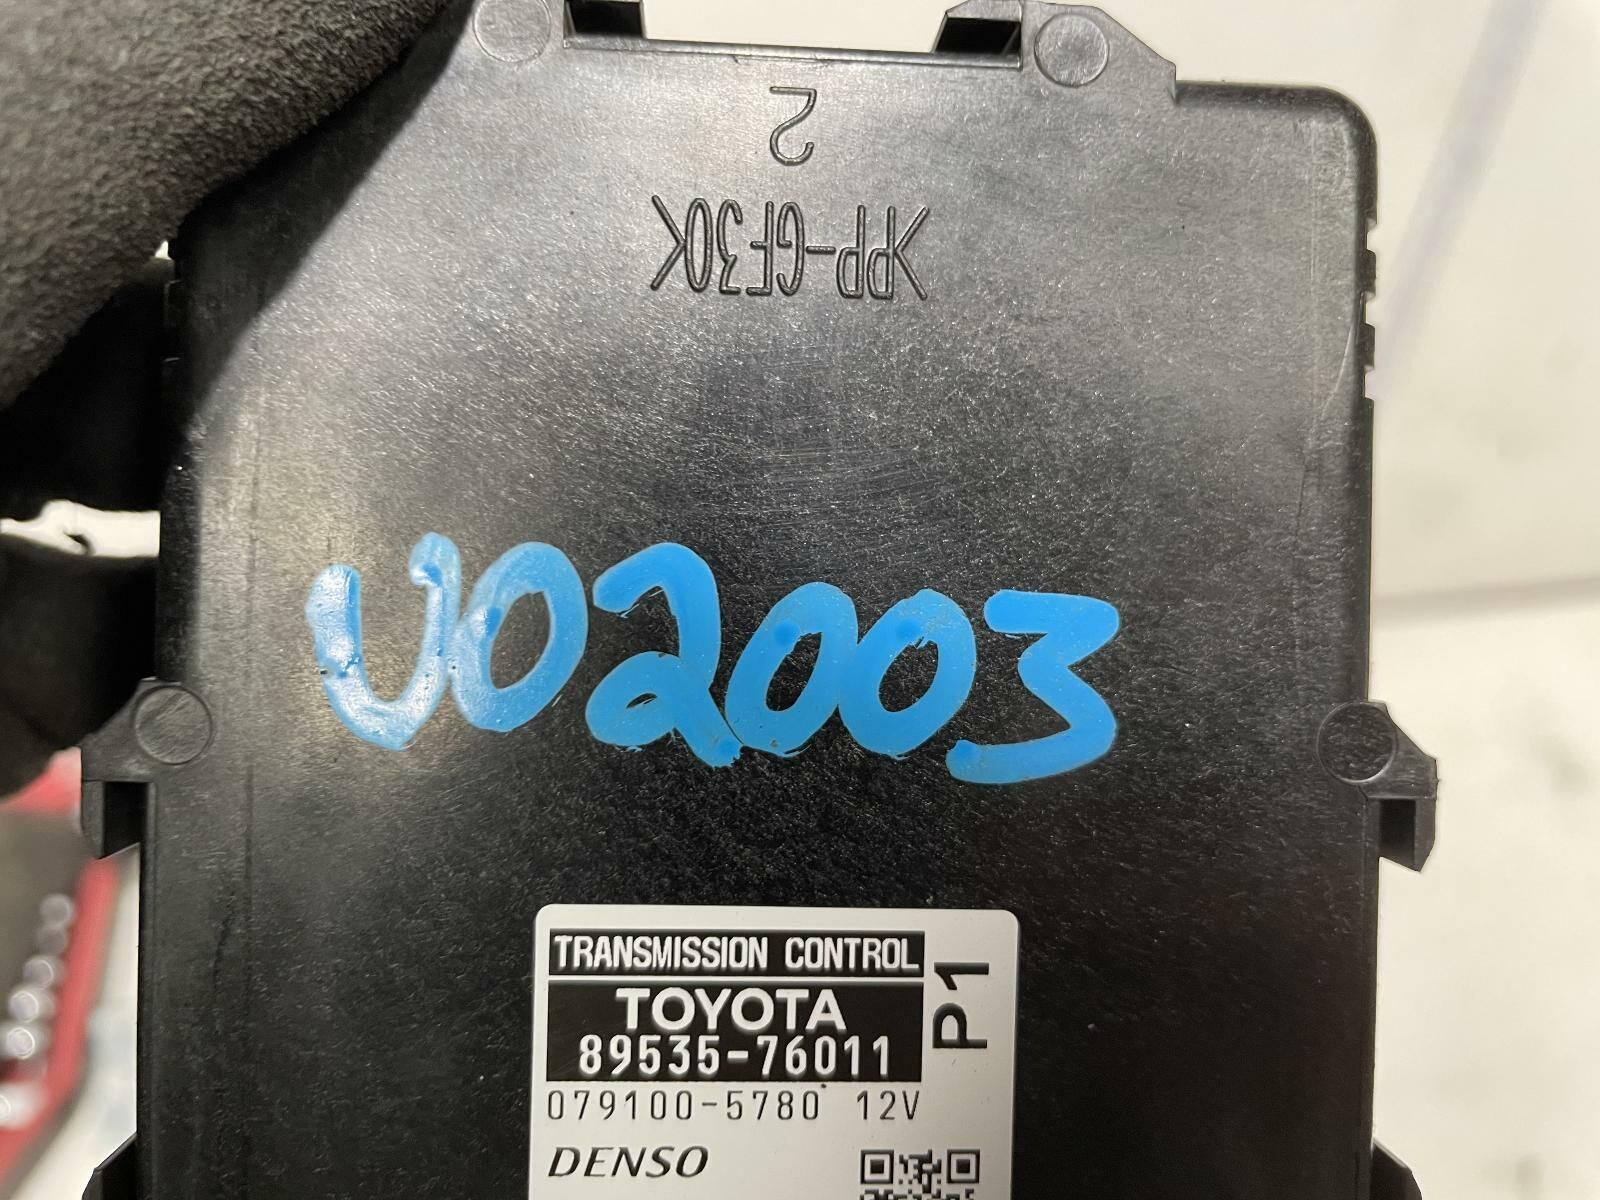 2
>PP-GF30<
U02003
TRANSMISSION CONTROL
TOYOTA
89535-76011
P1
079100-5780 12V
DENSO